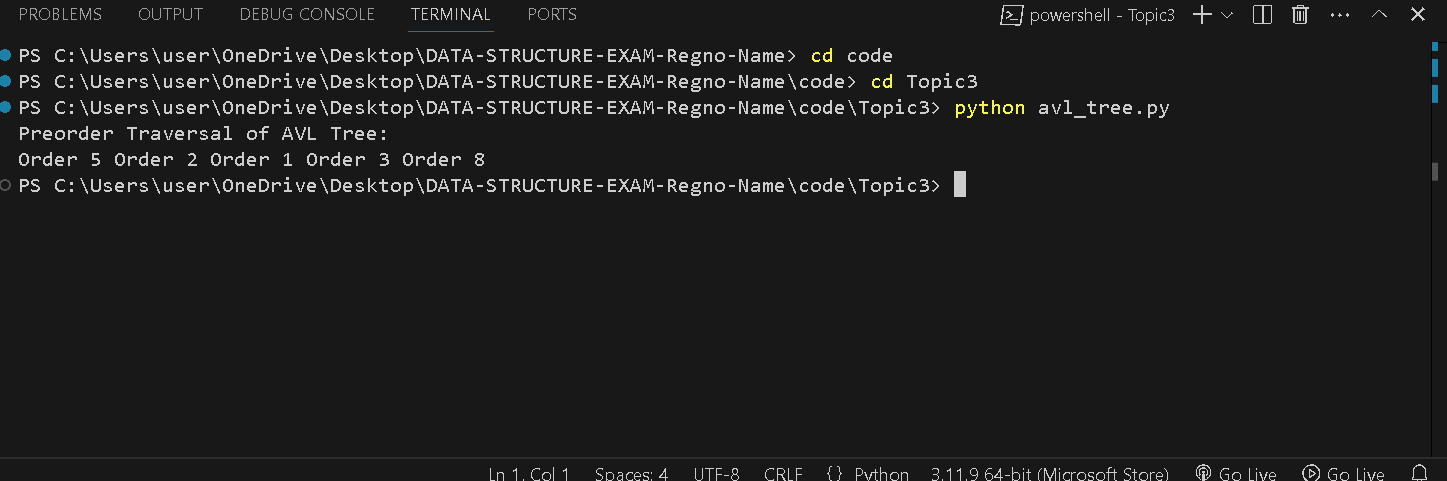 PROBLEMS OUTPUT DEBUG CONSOLE TERMINAL PORTS powershell - Topic3
PS C:\Users\user\OneDrive\Desktop\DATA-STRUCTURE-EXAM-Regno-Name> cd code
PS C:\Users\user\OneDrive\Desktop\DATA-STRUCTURE-EXAM-Regno-Name\code> cd Topic3
PS C:\Users\user\OneDrive\Desktop\DATA-STRUCTURE-EXAM-Regno-Name\code\Topic3> python avl_tree.py
Preorder Traversal of AVL Tree:
Order 5 Order 2 Order 1 Order 3 Order 8
PS C:\Users\user\OneDrive\Desktop\DATA-STRUCTURE-EXAM-Regno-Name\code\Topic3>
Ln 1, Col 1 Spaces: 4 UTF-8 CRLF {} Python 3.11.9 64-bit (Microsoft Store) Go Live Go Live